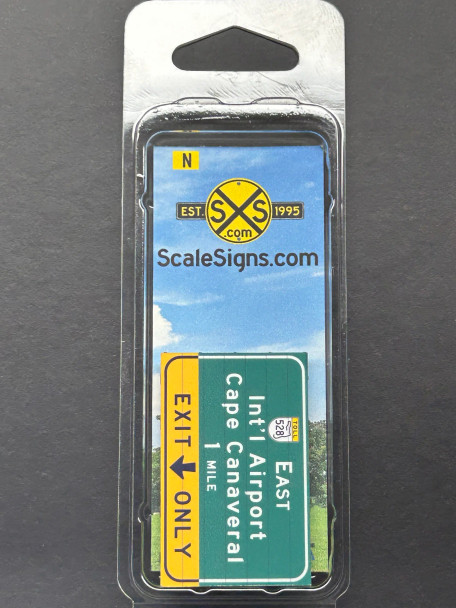 N
EST. SXS 1995
.com
ScaleSigns.com
TOLL
528
EAST
Int'l Airport
Cape Canaveral
1 MILE
EXIT ONLY